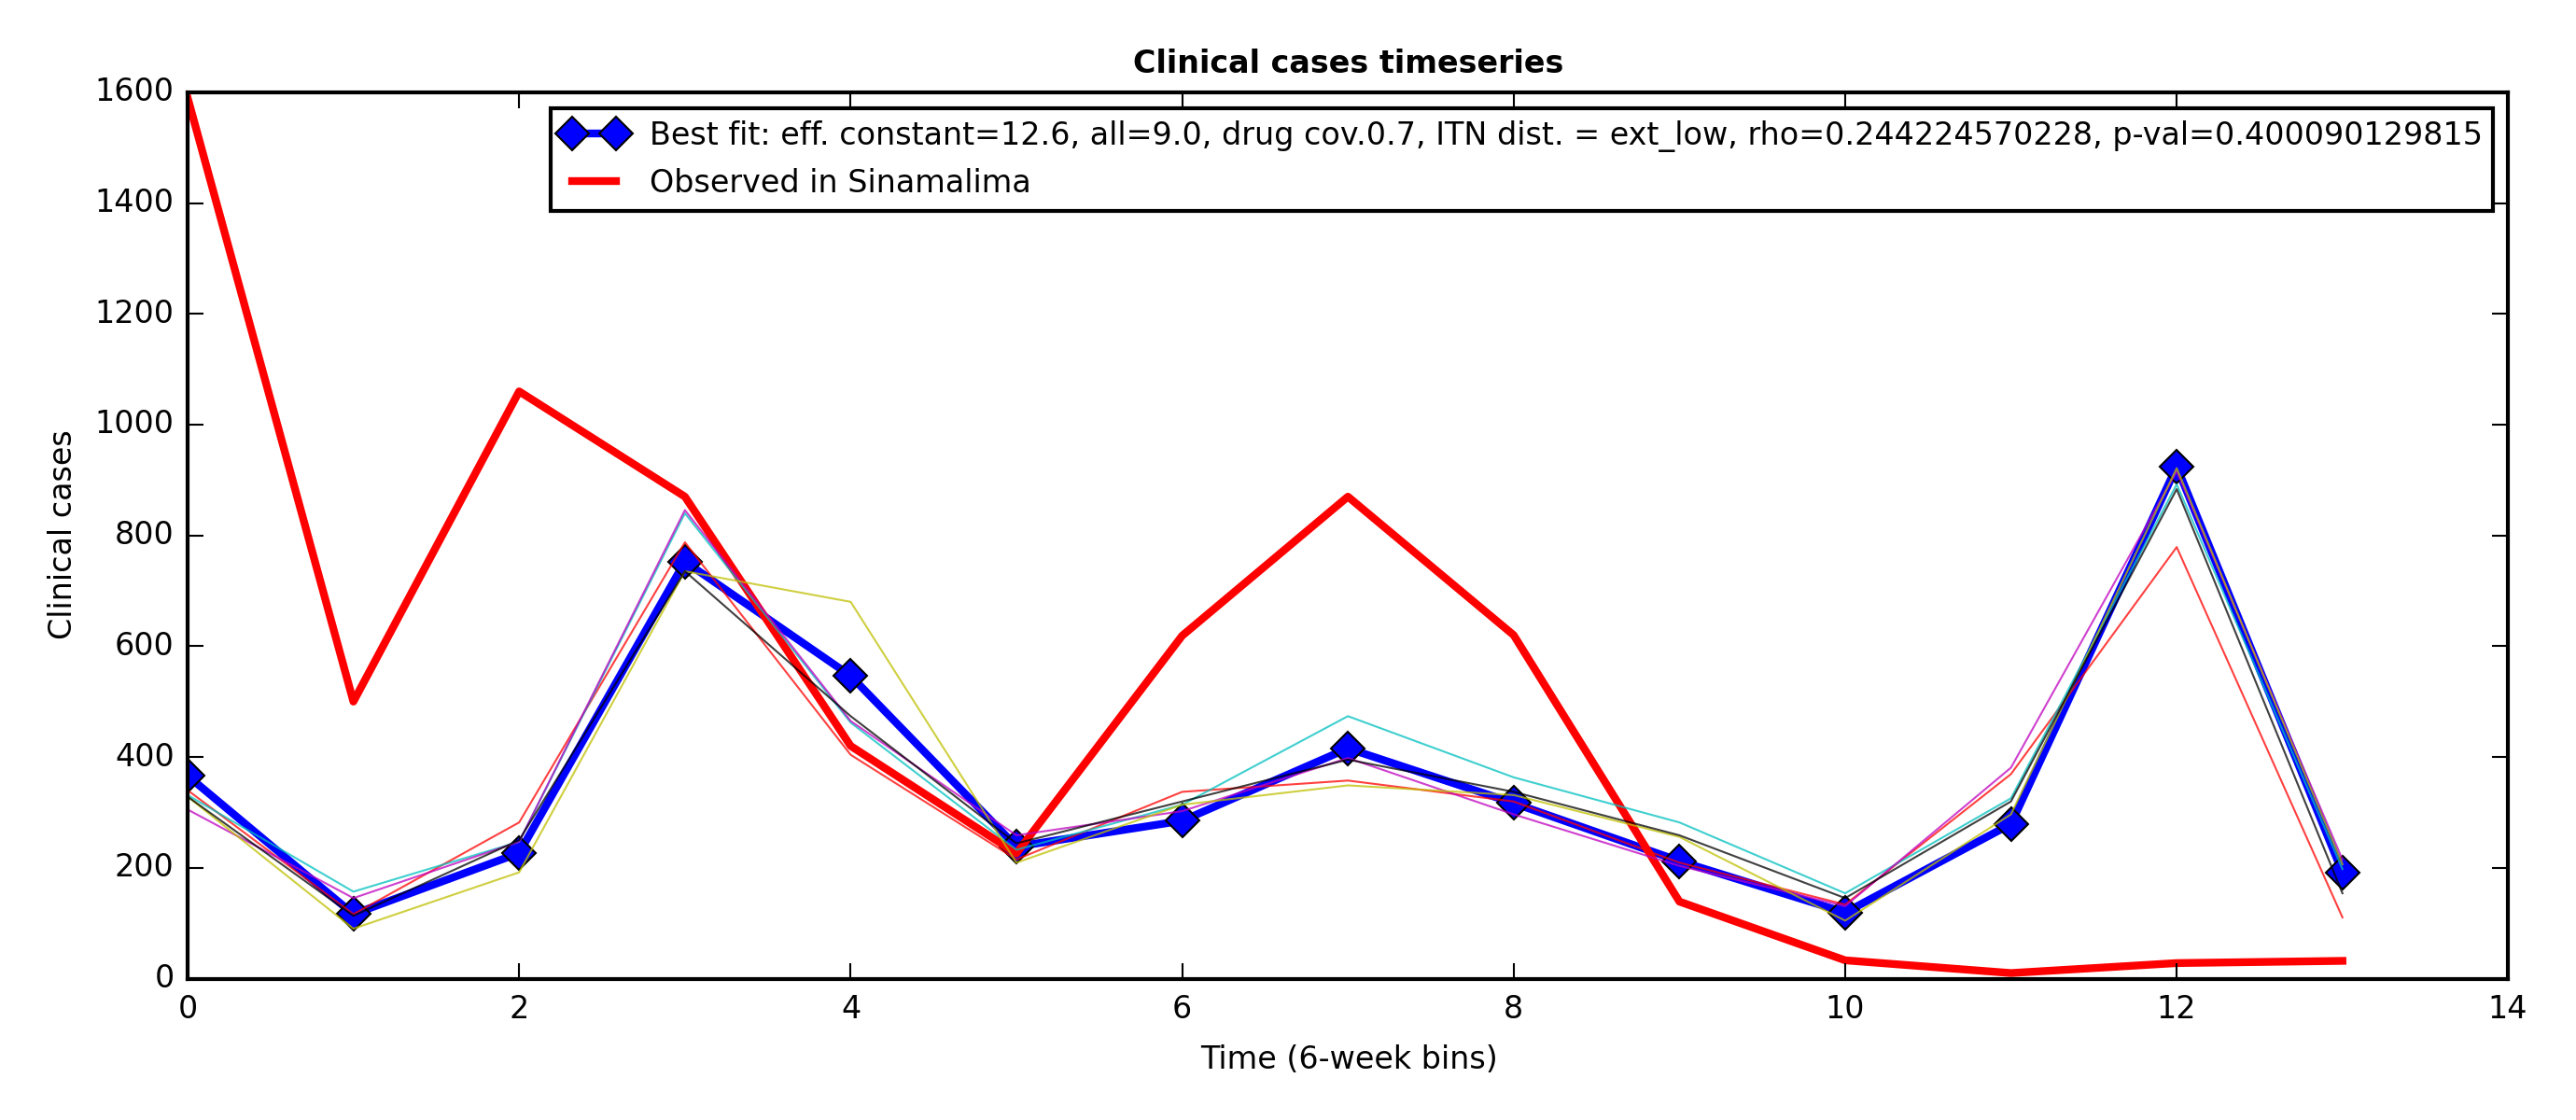 Clinical cases timeseries
Best fit: eff. constant=12.6, all=9.0, drug cov.0.7, ITN dist. = ext_low, rho=0.244224570228, p-val=0.400090129815
Observed in Sinamalima
Clinical cases
1600
1400
1200
1000
800
600
400
200
0
0 2 4 6 8 10 12 14
Time (6-week bins)